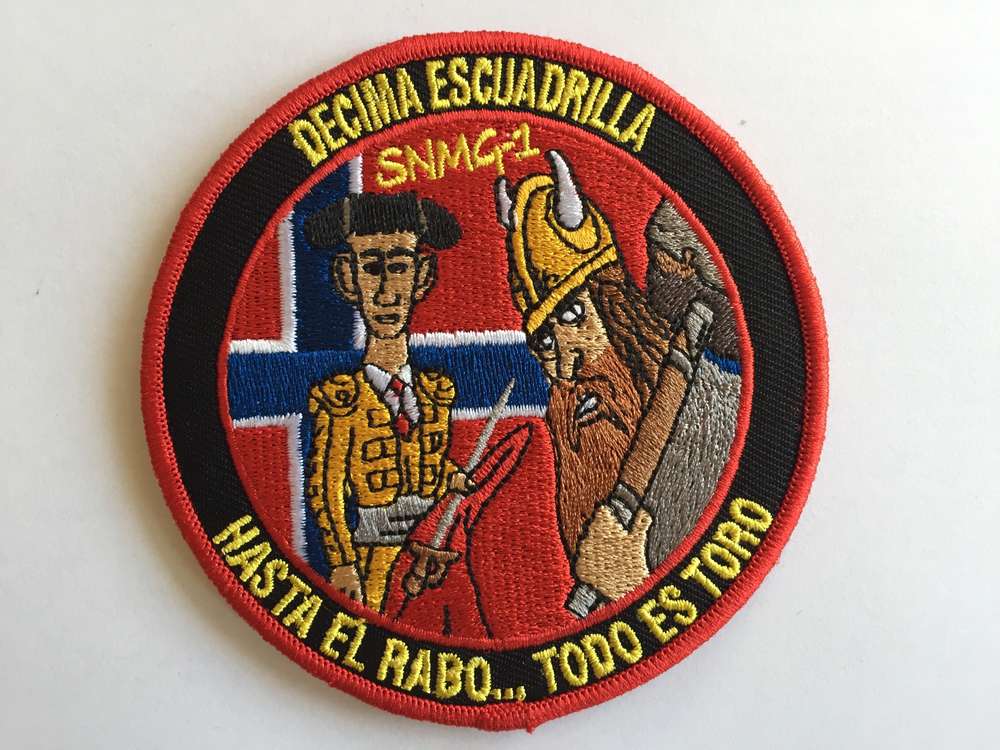 DECIMA ESCUADRILLA
SNMG-1
HASTA EL RABO... TODO ES TORO